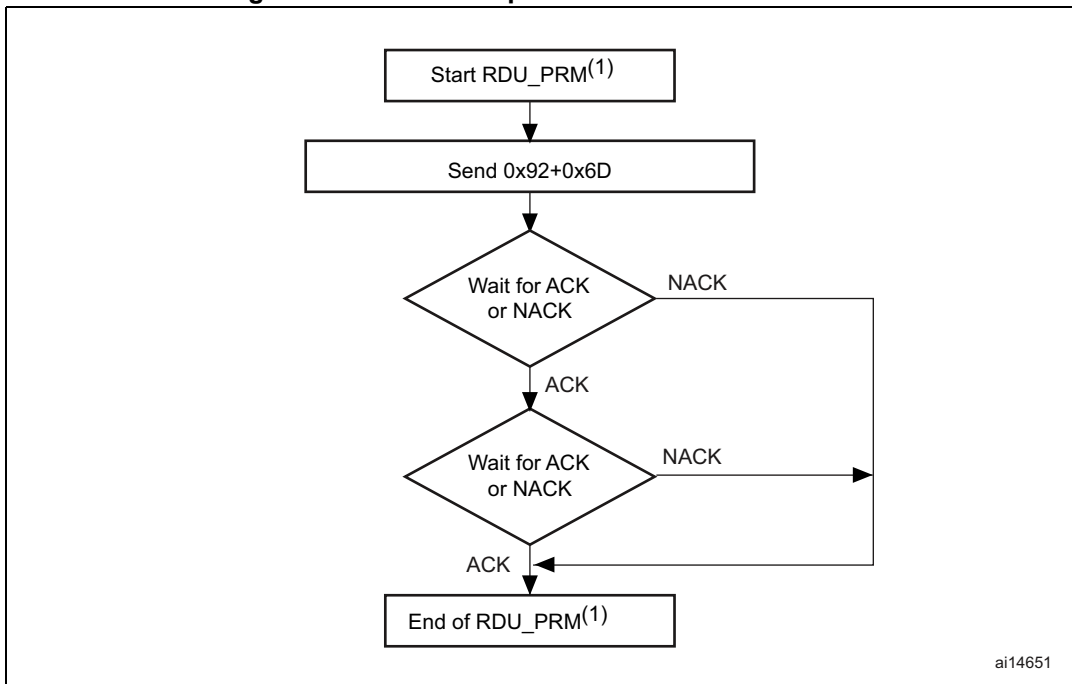 Start RDU_PRM(1)
Send 0x92+0x6D
Wait for ACK
or NACK
NACK
ACK
Wait for ACK
or NACK
NACK
ACK
End of RDU_PRM(1)
ai14651